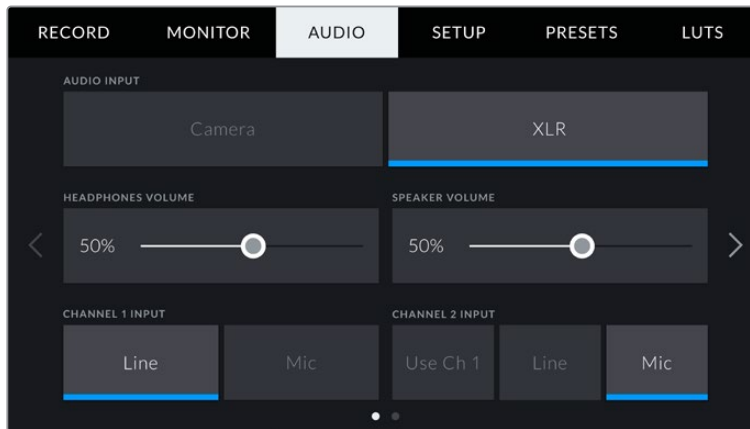 RECORD MONITOR AUDIO SETUP PRESETS LUTS
AUDIO INPUT
Camera XLR
HEADPHONES VOLUME SPEAKER VOLUME
50% 50%
CHANNEL 1 INPUT CHANNEL 2 INPUT
Line Mic Use Ch 1 Line Mic